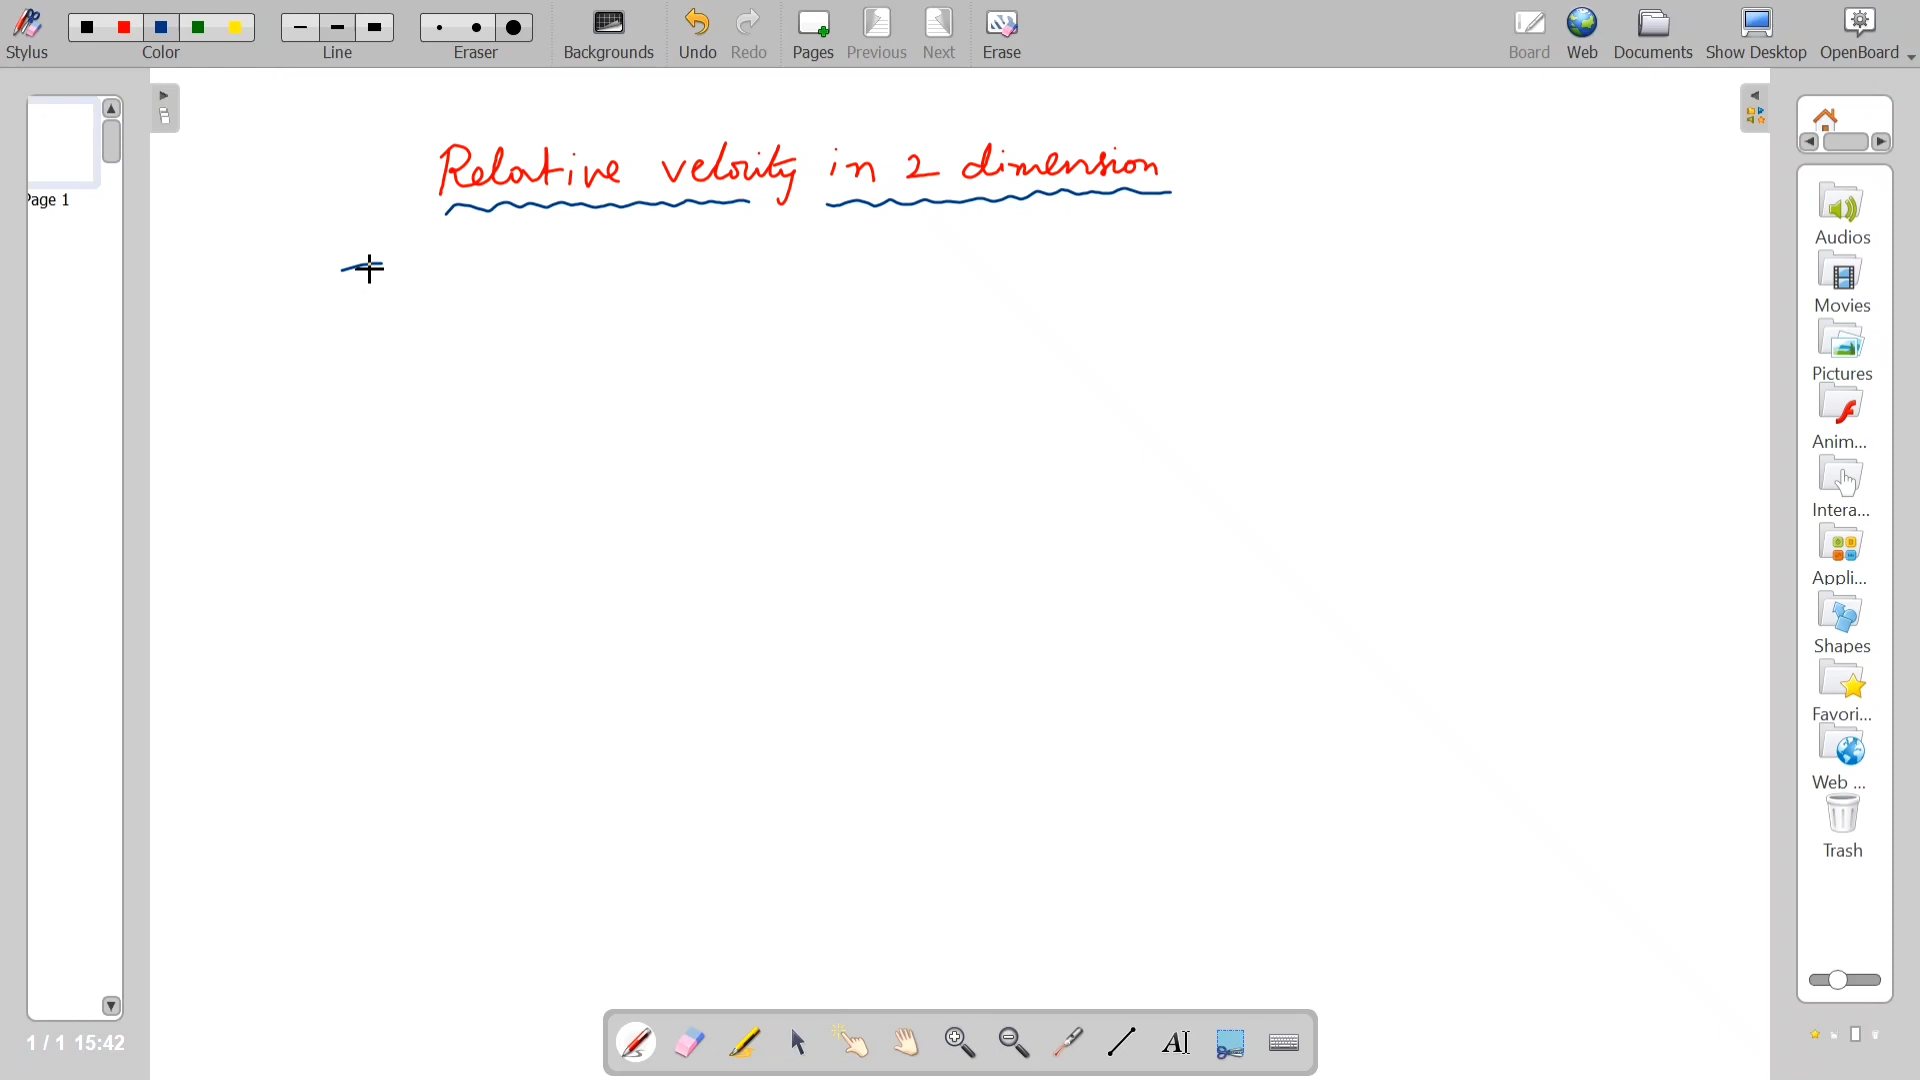 Stylus Color Line Eraser Backgrounds Undo Redo Pages Previous Next Erase Board Web Documents Show Desktop OpenBoard
Relative velocity in 2 dimension
Page 1
Audios
Movies
Pictures
Anim...
Intera...
Appli...
Shapes
Favori...
Web ...
Trash
AI
1 / 1 15:42